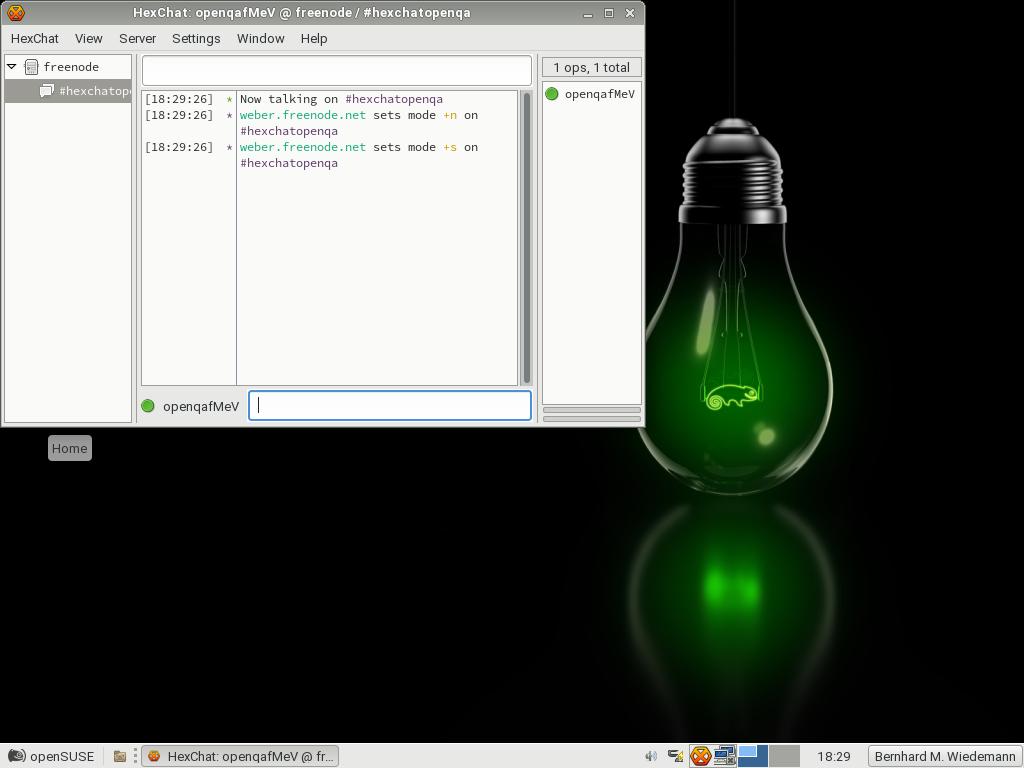 HexChat: openqafMeV @ freenode / #hexchatopenqa
HexChat View Server Settings Window Help
freenode
#hexchatope
1 ops, 1 total
openqafMeV
[18:29:26] * Now talking on #hexchatopenqa
[18:29:26] * weber.freenode.net sets mode +n on
#hexchatopenqa
[18:29:26] * weber.freenode.net sets mode +s on
#hexchatopenqa
openqafMeV
Home
openSUSE
HexChat: openqafMeV @ fr...
18:29
Bernhard M. Wiedemann